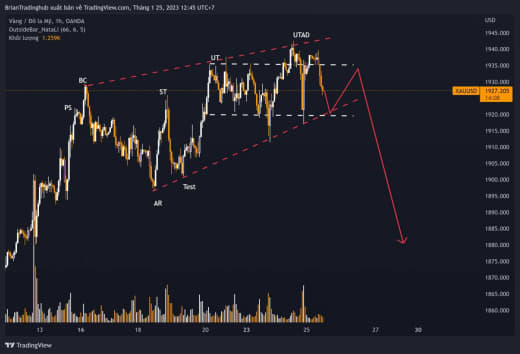 BrianTradinghub xuất bản về TradingView.com, Tháng 1 25, 2023 12:45 UTC+7
Vàng / Đô la Mỹ, 1h, OANDA
OutsideBar_NataLi (66, 6, 5)
Khối lượng 1.259K
USD
1945.000
1940.000
1935.000
1930.000
XAUUSD 1927.205
14:08
1920.000
1915.000
1910.000
1905.000
1900.000
1895.000
1890.000
1885.000
1880.000
1875.000
1870.000
1865.000
1860.000
UTAD
UT
BC
ST
PS
Test
AR
13 16 18 20 23 25 27 30
TradingView